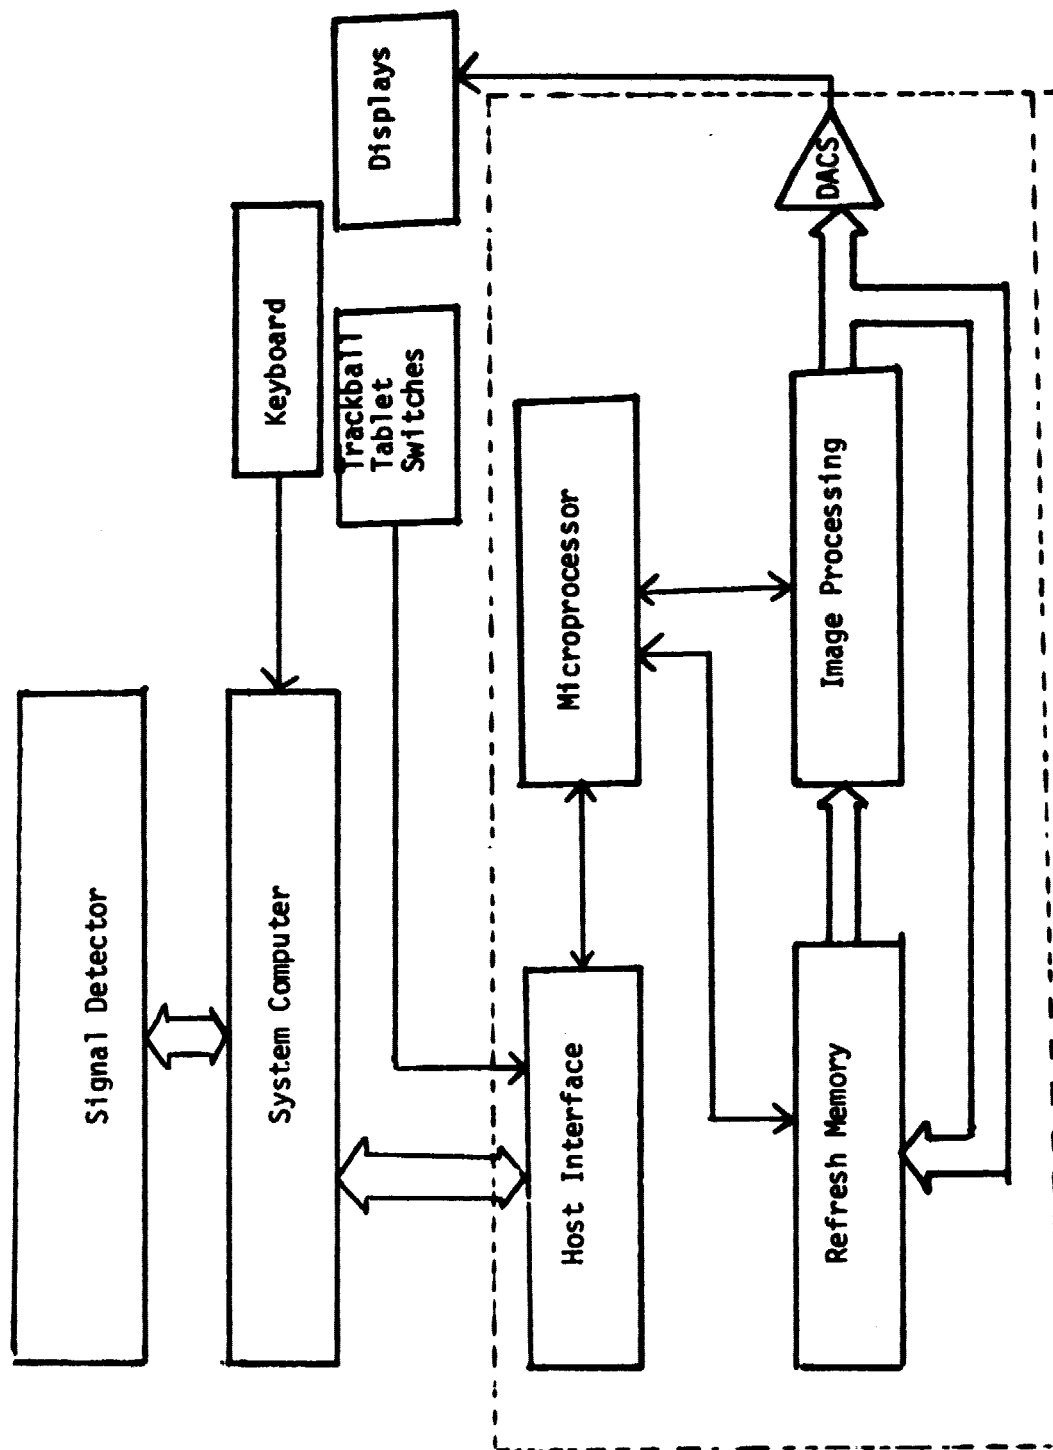 Signal Detector
System Computer
Keyboard
Trackball
Tablet
Switches
Displays
Host Interface
Microprocessor
Refresh Memory
Image Processing
DACS